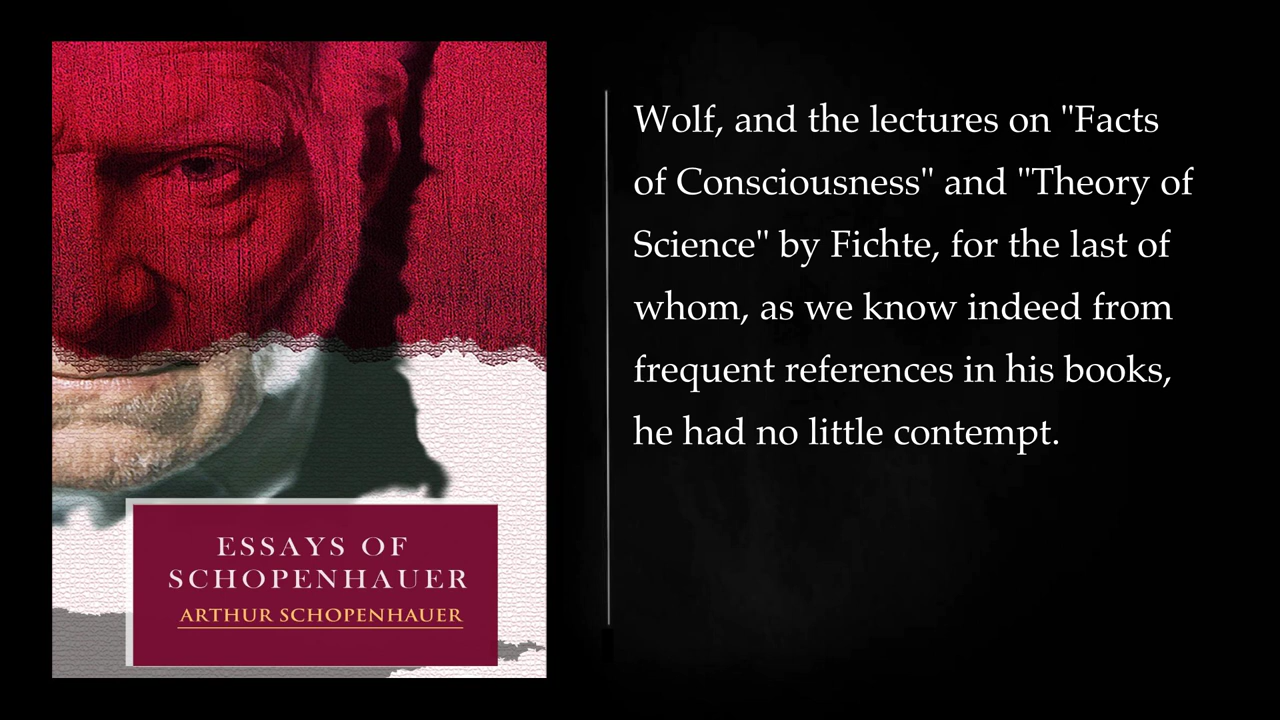 ESSAYS OF
SCHOPENHAUER
ARTHUR SCHOPENHAUER
Wolf, and the lectures on "Facts
of Consciousness" and "Theory of
Science" by Fichte, for the last of
whom, as we know indeed from
frequent references in his books,
he had no little contempt.